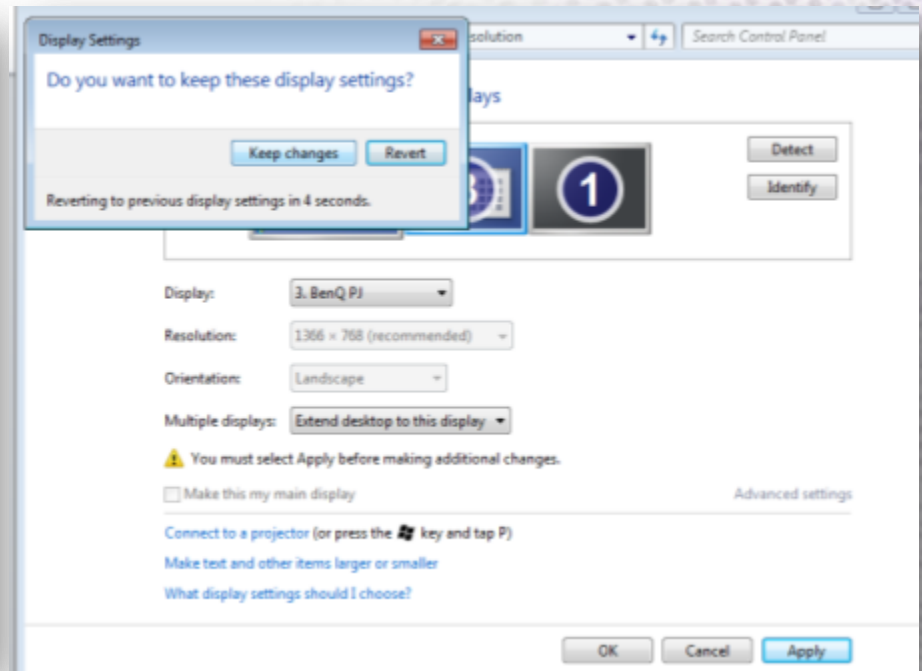 Display Settings
Do you want to keep these display settings?
Keep changes Revert
Reverting to previous display settings in 4 seconds.
Search Control Panel
1
Detect
Identify
Display: 3. BenQ PJ
Resolution: 1366 × 768 (recommended)
Orientation: Landscape
Multiple displays: Extend desktop to this display
You must select Apply before making additional changes.
Make this my main display Advanced settings
Connect to a projector (or press the key and tap P)
Make text and other items larger or smaller
What display settings should I choose?
OK Cancel Apply